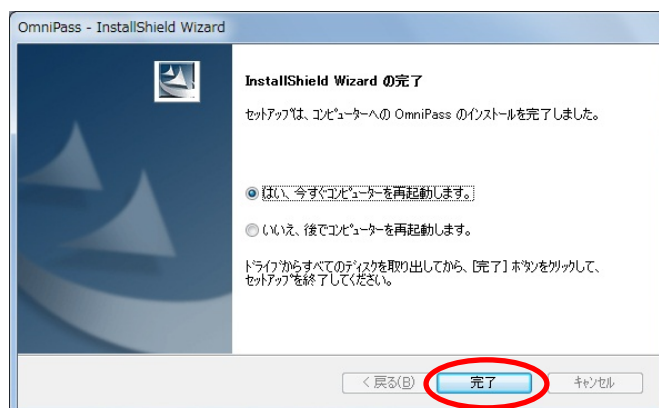 OmniPass - InstallShield Wizard
InstallShield Wizard の完了
セットアップは、コンピューターへの OmniPass のインストールを完了しました。
はい、今すぐコンピューターを再起動します。
いいえ、後でコンピューターを再起動します。
ドライブからすべてのディスクを取り出してから、[完了] ボタンをクリックして、
セットアップを終了してください。
< 戻る(B) 完了 キャンセル